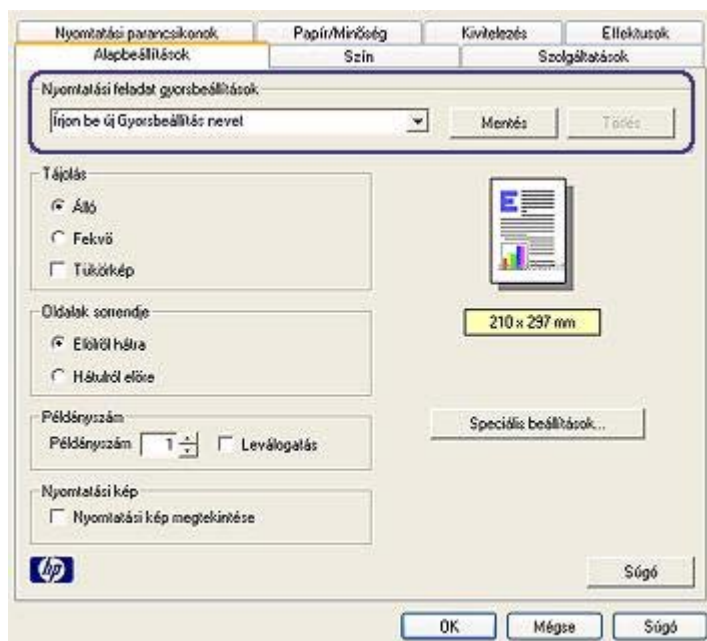 Nyomtatási parancsikonok Papír/Minőség Kivitelezés Effektusok
Alapbeállítások Szín Szolgáltatások
Nyomtatási feladat gyorsbeállítások
Írjon be új Gyorsbeállítás nevet Mentés Törlés
Tájolás
Álló
Fekvő
Tükörkép
E
210 x 297 mm
Oldalak sorrendje
Elölről hátra
Hátulról előre
Speciális beállítások...
Példányszám
Példányszám 1 Leválogatás
Nyomtatási kép
Nyomtatási kép megtekintése
hp
Súgó
OK Mégse Súgó